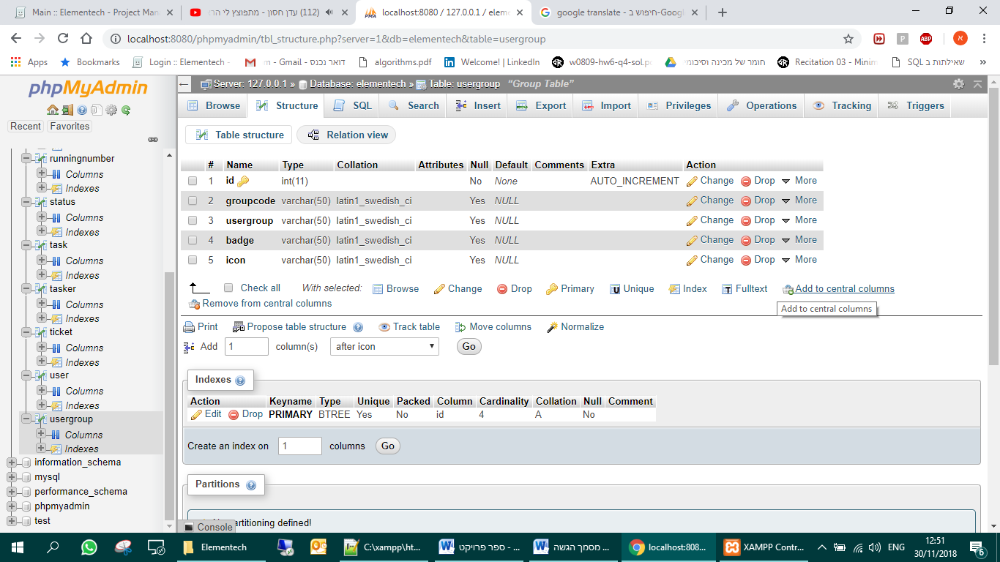 Main :: Elementech - Project Man
(112) עדן חסון - מתפוצץ לי הרא
localhost:8080 / 127.0.0.1 / eleme
google translate - חיפוש ב-Googl
localhost:8080/phpmyadmin/tbl_structure.php?server=1&db=elementech&table=usergroup
Apps
Bookmarks
Login :: Elementech -
דואר נכנס - m - Gmail
algorithms.pdf
Welcome! | LinkedIn
w0809-hw6-q4-sol.p
חומר של מכינה וסיכומי
Recitation 03 - Minim
שאילתות ב SQL
»
P
ABP
א
phpMyAdmin
Recent
Favorites
runningnumber
Columns
Indexes
status
Columns
Indexes
task
Columns
Indexes
tasker
Columns
Indexes
ticket
Columns
Indexes
user
Columns
Indexes
usergroup
Columns
Indexes
information_schema
mysql
performance_schema
phpmyadmin
test
Server: 127.0.0.1 » Database: elementech » Table: usergroup "Group Table"
Browse Structure SQL Search Insert Export Import Privileges Operations Tracking Triggers
Table structure Relation view
# Name Type Collation Attributes Null Default Comments Extra Action
1 id int(11) No None AUTO_INCREMENT Change Drop More
2 groupcode varchar(50) latin1_swedish_ci Yes NULL Change Drop More
3 usergroup varchar(50) latin1_swedish_ci Yes NULL Change Drop More
4 badge varchar(50) latin1_swedish_ci Yes NULL Change Drop More
5 icon varchar(50) latin1_swedish_ci Yes NULL Change Drop More
Check all With selected: Browse Change Drop Primary Unique Index Fulltext Add to central columns
Remove from central columns
Add to central columns
Print Propose table structure Track table Move columns Normalize
Add 1 column(s) after icon Go
Indexes
Action Keyname Type Unique Packed Column Cardinality Collation Null Comment
Edit Drop PRIMARY BTREE Yes No id 4 A No
Create an index on 1 columns Go
Partitions
partitioning defined!
Console
Elementech
C:\xampp\ht...
ספר פרויקט - ...
מסמך הגשה ...
localhost:808...
XAMPP Contr...
ENG
12:51
30/11/2018
6